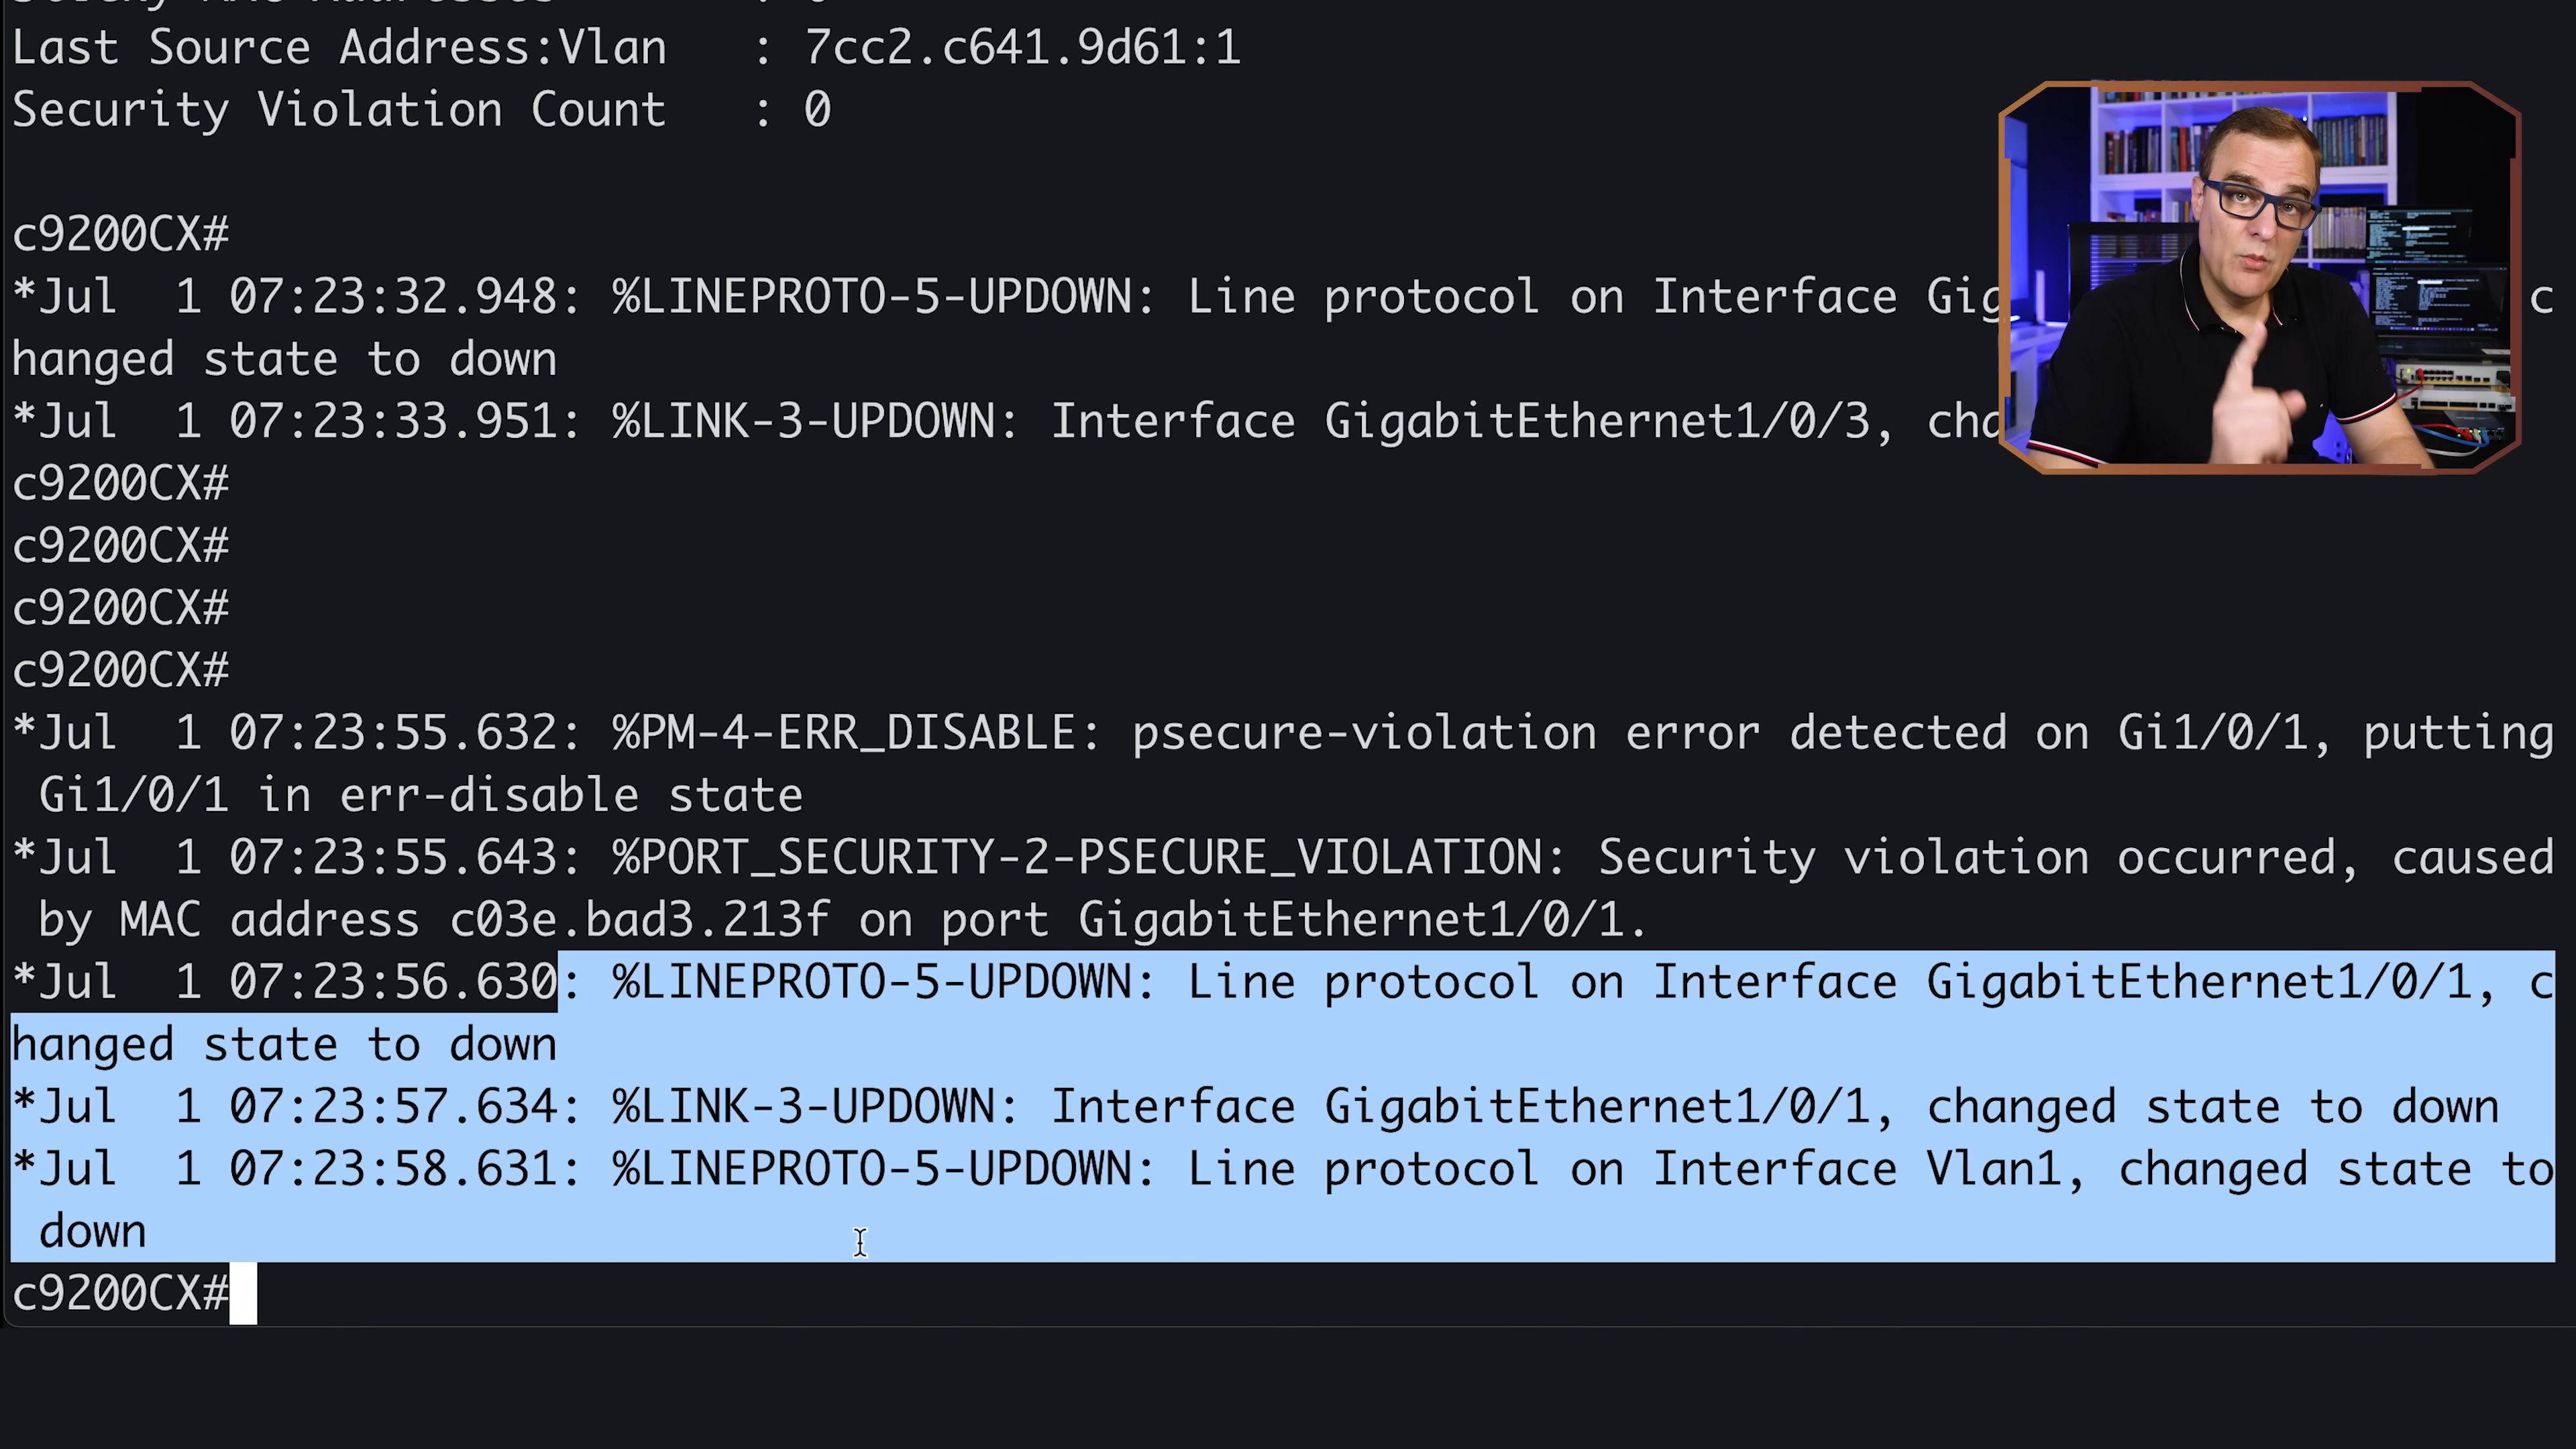 Last Source Address:Vlan   : 7cc2.c641.9d61:1
Security Violation Count   : 0
c9200CX#
*Jul  1 07:23:32.948: %LINEPROTO-5-UPDOWN: Line protocol on Interface Gig c
hanged state to down
*Jul  1 07:23:33.951: %LINK-3-UPDOWN: Interface GigabitEthernet1/0/3, cha
c9200CX#
c9200CX#
c9200CX#
c9200CX#
*Jul  1 07:23:55.632: %PM-4-ERR_DISABLE: psecure-violation error detected on Gi1/0/1, putting
 Gi1/0/1 in err-disable state
*Jul  1 07:23:55.643: %PORT_SECURITY-2-PSECURE_VIOLATION: Security violation occurred, caused
 by MAC address c03e.bad3.213f on port GigabitEthernet1/0/1.
*Jul  1 07:23:56.630: %LINEPROTO-5-UPDOWN: Line protocol on Interface GigabitEthernet1/0/1, c
hanged state to down
*Jul  1 07:23:57.634: %LINK-3-UPDOWN: Interface GigabitEthernet1/0/1, changed state to down
*Jul  1 07:23:58.631: %LINEPROTO-5-UPDOWN: Line protocol on Interface Vlan1, changed state to
 down
c9200CX#